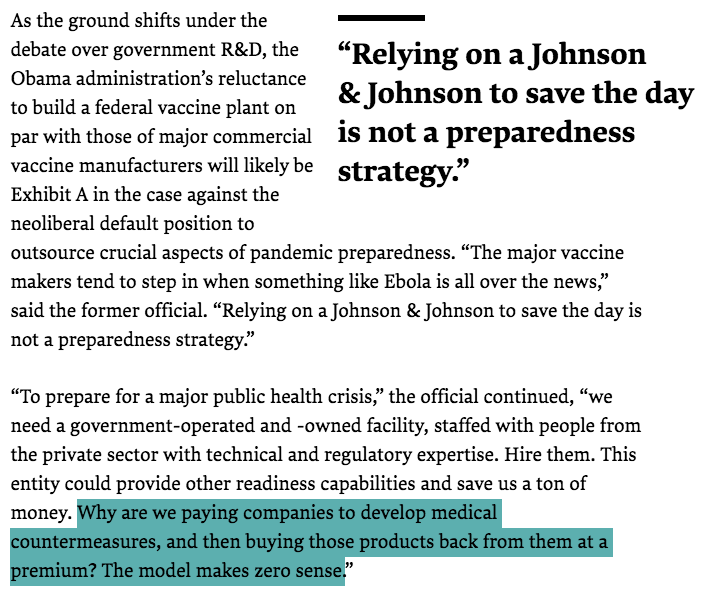 As the ground shifts under the
debate over government R&D, the
Obama administration’s reluctance
to build a federal vaccine plant on
par with those of major commercial
vaccine manufacturers will likely be
Exhibit A in the case against the
neoliberal default position to
“Relying on a Johnson
& Johnson to save the day
is not a preparedness
strategy.”
outsource crucial aspects of pandemic preparedness. “The major vaccine
makers tend to step in when something like Ebola is all over the news,”
said the former official. “Relying on a Johnson & Johnson to save the day is
not a preparedness strategy.”
“To prepare for a major public health crisis,” the official continued, “we
need a government-operated and -owned facility, staffed with people from
the private sector with technical and regulatory expertise. Hire them. This
entity could provide other readiness capabilities and save us a ton of
money. Why are we paying companies to develop medical
countermeasures, and then buying those products back from them at a
premium? The model makes zero sense.”